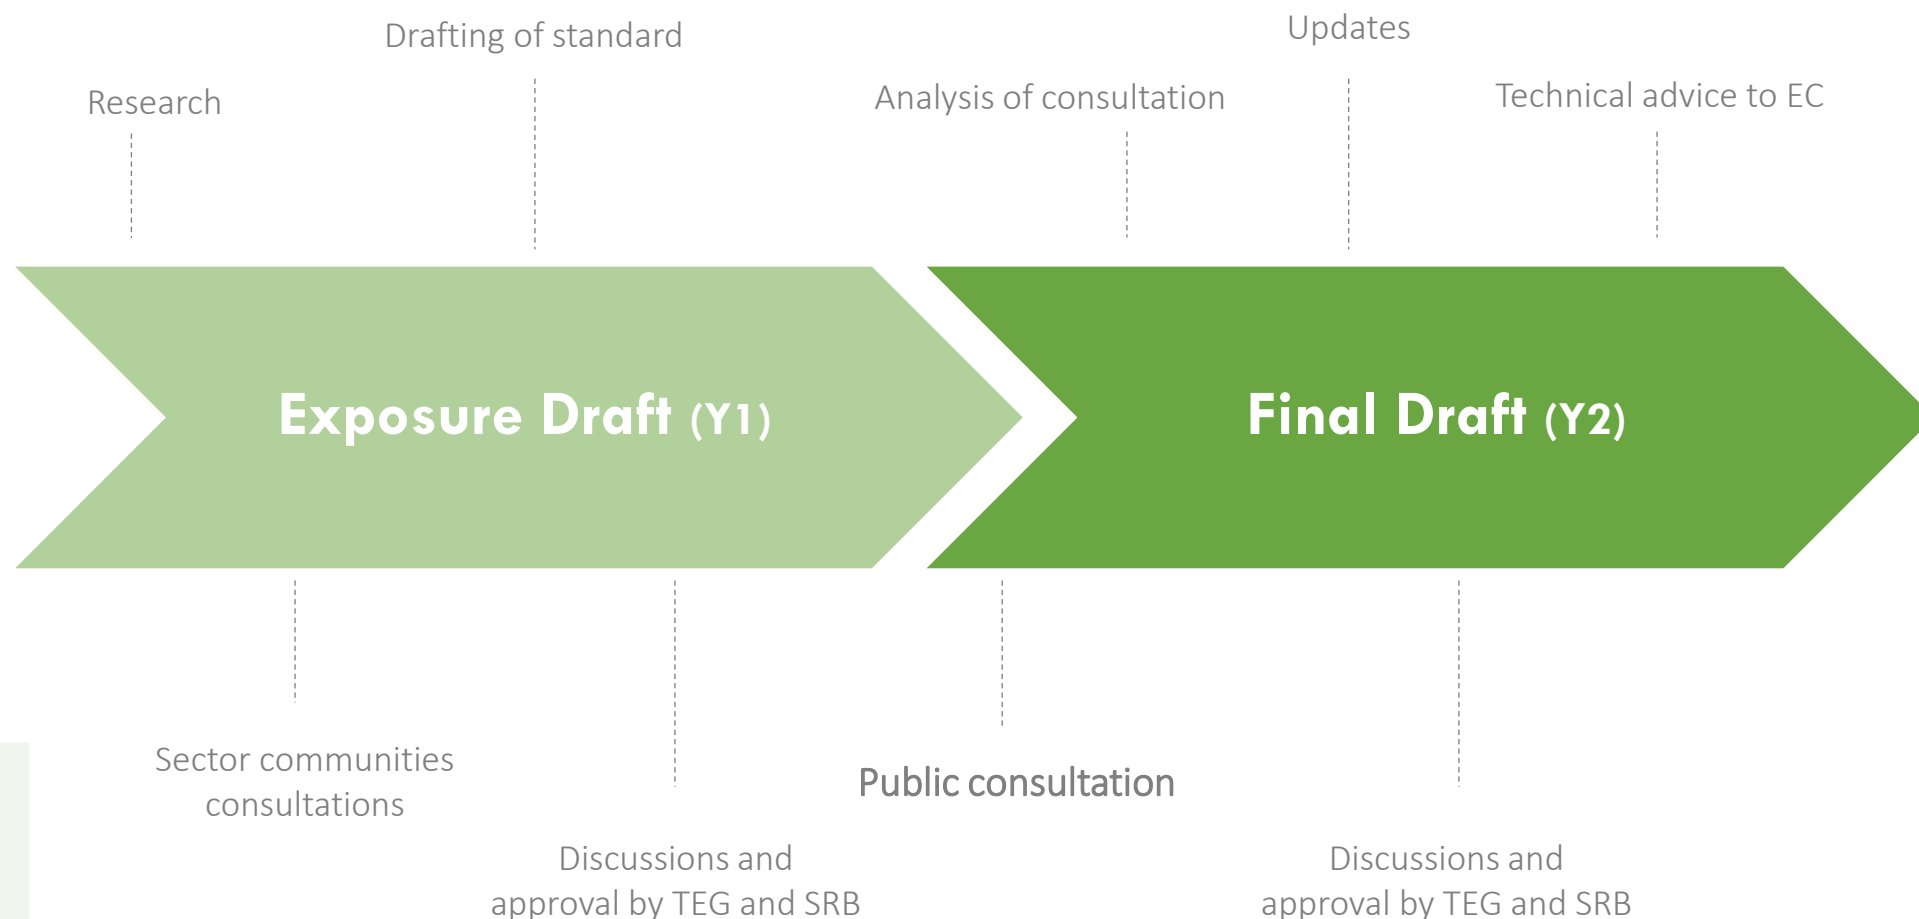 Drafting of standard
Updates
Research
Analysis of consultation
Technical advice to EC
Exposure Draft (Y1)
Final Draft (Y2)
Sector communities
consultations
Public consultation
Discussions and
approval by TEG and SRB
Discussions and
approval by TEG and SRB